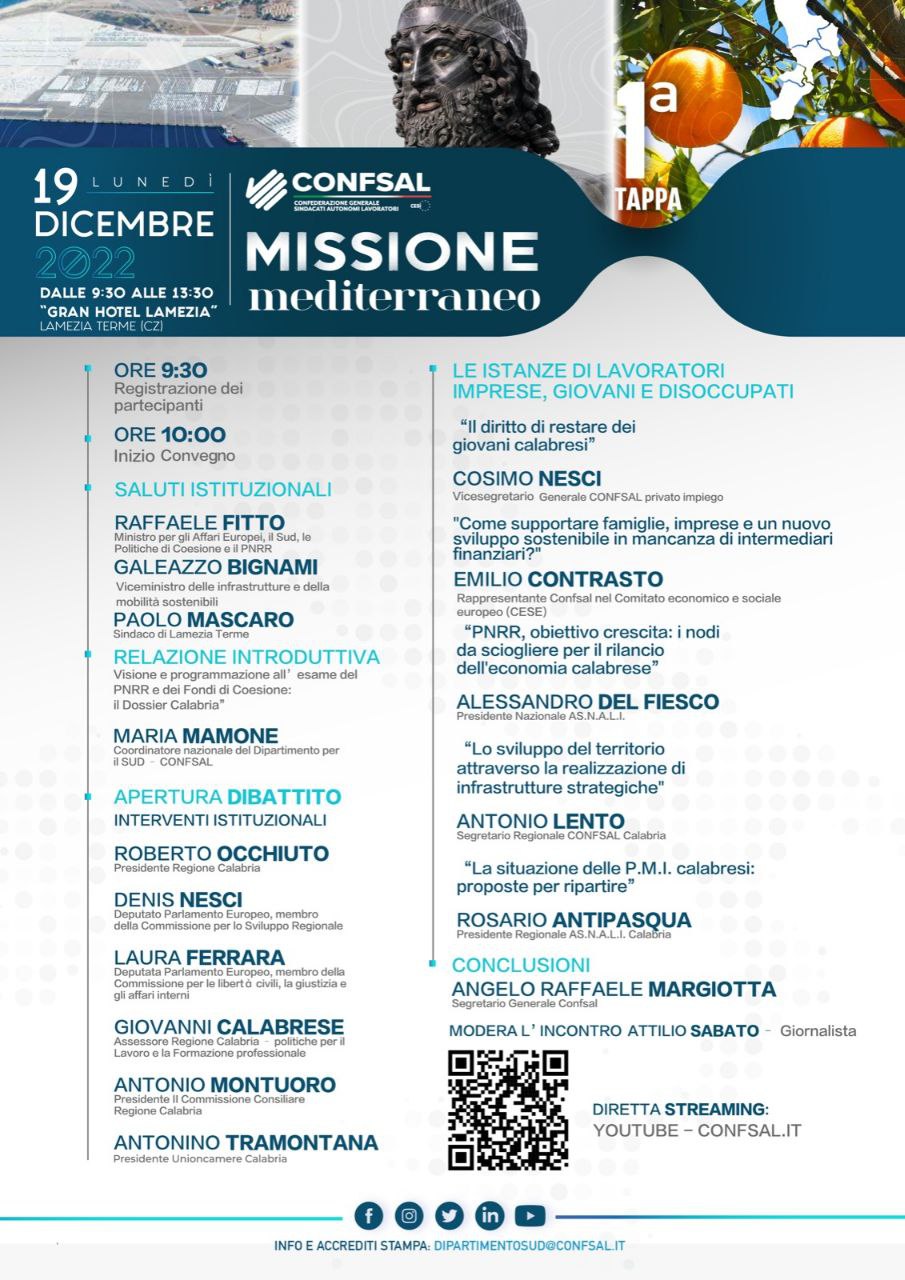 1ª
TAPPA
19 LUNEDì
DICEMBRE
2022
DALLE 9:30 ALLE 13:30
"GRAN HOTEL LAMEZIA"
LAMEZIA TERME (CZ)
CONFSAL
CONFEDERAZIONE GENERALE
SINDACATI AUTONOMI LAVORATORI
CESI
MISSIONE
mediterraneo
ORE 9:30
Registrazione dei
partecipanti
ORE 10:00
Inizio Convegno
SALUTI ISTITUZIONALI
RAFFAELE FITTO
Ministro per gli Affari Europei, il Sud, le
Politiche di Coesione e il PNRR
GALEAZZO BIGNAMI
Viceministro delle infrastrutture e della
mobilità sostenibili
PAOLO MASCARO
Sindaco di Lamezia Terme
RELAZIONE INTRODUTTIVA
Visione e programmazione all' esame del
PNRR e dei Fondi di Coesione:
il Dossier Calabria"
MARIA MAMONE
Coordinatore nazionale del Dipartimento per
il SUD - CONFSAL
APERTURA DIBATTITO
INTERVENTI ISTITUZIONALI
ROBERTO OCCHIUTO
Presidente Regione Calabria
DENIS NESCI
Deputato Parlamento Europeo, membro
della Commissione per lo Sviluppo Regionale
LAURA FERRARA
Deputata Parlamento Europeo, membro della
Commissione per le libertà civili, la giustizia e
gli affari interni
GIOVANNI CALABRESE
Assessore Regione Calabria - politiche per il
Lavoro e la Formazione professionale
ANTONIO MONTUORO
Presidente II Commissione Consiliare
Regione Calabria
ANTONINO TRAMONTANA
Presidente Unioncamere Calabria
LE ISTANZE DI LAVORATORI
IMPRESE, GIOVANI E DISOCCUPATI
"Il diritto di restare dei
giovani calabresi"
COSIMO NESCI
Vicesegretario Generale CONFSAL privato impiego
"Come supportare famiglie, imprese e un nuovo
sviluppo sostenibile in mancanza di intermediari
finanziari?"
EMILIO CONTRASTO
Rappresentante Confsal nel Comitato economico e sociale
europeo (CESE)
"PNRR, obiettivo crescita: i nodi
da sciogliere per il rilancio
dell'economia calabrese"
ALESSANDRO DEL FIESCO
Presidente Nazionale AS.N.A.L.I.
"Lo sviluppo del territorio
attraverso la realizzazione di
infrastrutture strategiche"
ANTONIO LENTO
Segretario Regionale CONFSAL Calabria
"La situazione delle P.M.I. calabresi:
proposte per ripartire"
ROSARIO ANTIPASQUA
Presidente Regionale AS.N.A.L.I. Calabria
CONCLUSIONI
ANGELO RAFFAELE MARGIOTTA
Segretario Generale Confsal
MODERA L' INCONTRO ATTILIO SABATO - Giornalista
DIRETTA STREAMING:
YOUTUBE – CONFSAL.IT
INFO E ACCREDITI STAMPA: DIPARTIMENTOSUD@CONFSAL.IT